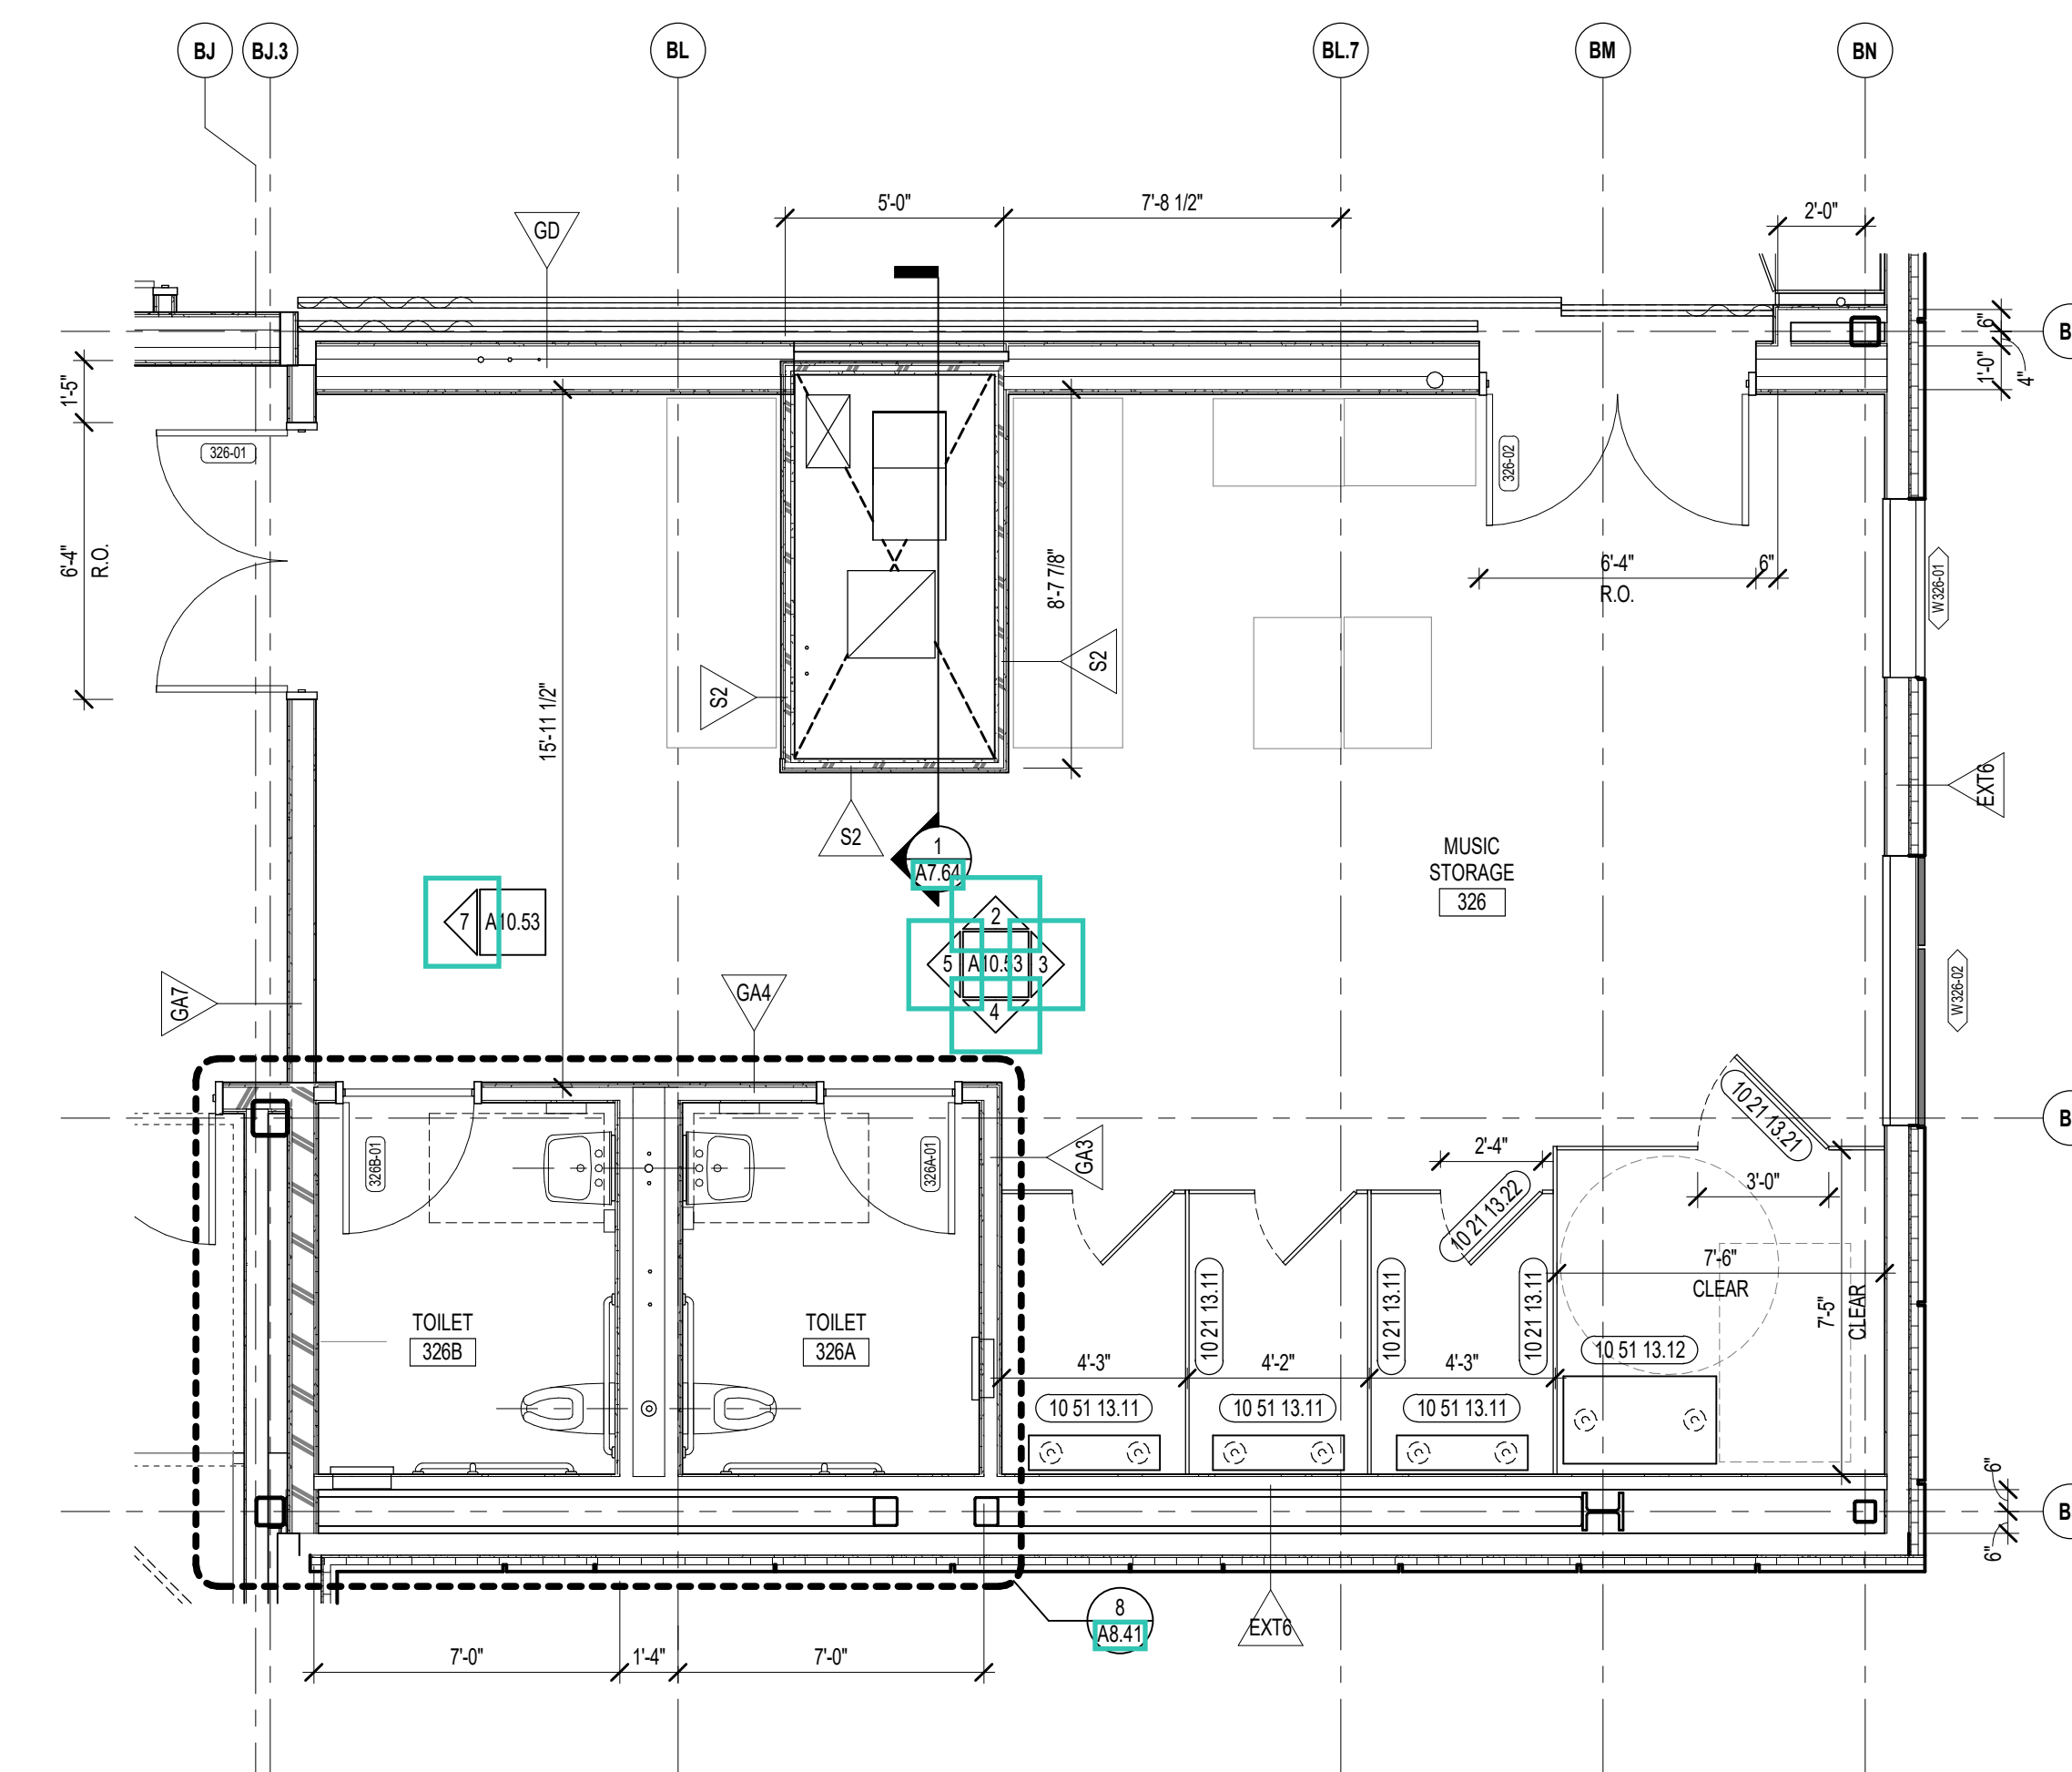 BJ
BJ.3
BL
BL.7
BM
BN
5'-0"
7'-8 1/2"
2'-0"
GD
6"
B
1'-0"
4"
1'-5"
326-01
326-02
6'-4"
R.O.
8'-7 7/8"
6'-4"
6"
R.O.
W326-01
15'-11 1/2"
S2
S2
EXT6
S2
1
A7.64
MUSIC
STORAGE
326
7
A10.53
2
5
A10.53
3
4
GA7
GA4
W326-02
B
10 21 13.21
326B-01
326A-01
GA3
2'-4"
3'-0"
10 21 13.22
7'-6"
CLEAR
10 21 13.11
10 21 13.11
10 21 13.11
7'-5"
CLEAR
TOILET
326B
TOILET
326A
10 51 13.12
4'-3"
4'-2"
4'-3"
10 51 13.11
10 51 13.11
10 51 13.11
C
C
C
C
C
C
C
C
6"
B
6"
8
A8.41
EXT6
7'-0"
1'-4"
7'-0"